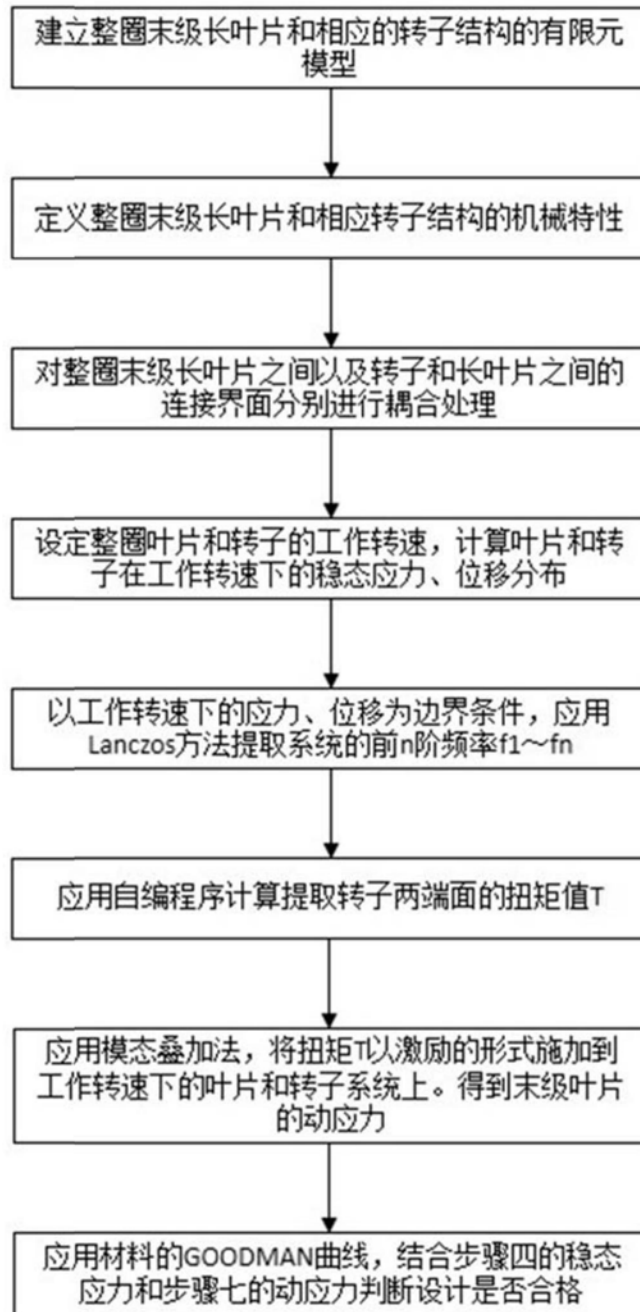 建立整圈末级长叶片和相应的转子结构的有限元
模型
定义整圈末级长叶片和相应转子结构的机械特性
对整圈末级长叶片之间以及转子和长叶片之间的
连接界面分别进行耦合处理
设定整圈叶片和转子的工作转速，计算叶片和转
子在工作转速下的稳态应力、位移分布
以工作转速下的应力、位移为边界条件，应用
Lanczos方法提取系统的前n阶频率f1～fn
应用自编程序计算提取转子两端面的扭矩值T
应用模态叠加法，将扭矩T以激励的形式施加到
工作转速下的叶片和转子系统上。得到末级叶片
的动应力
应用材料的GOODMAN曲线，结合步骤四的稳态
应力和步骤七的动应力判断设计是否合格